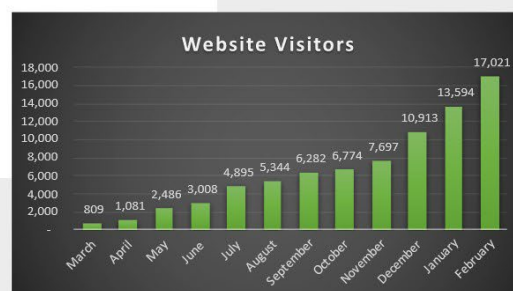 Website Visitors
18,000
16,000
14,000
12,000
10,000
8,000
6,000
4,000
2,000
-
809
1,081
2,486
3,008
4,895
5,344
6,282
6,774
7,697
10,913
13,594
17,021
March
April
May
June
July
August
September
October
November
December
January
February